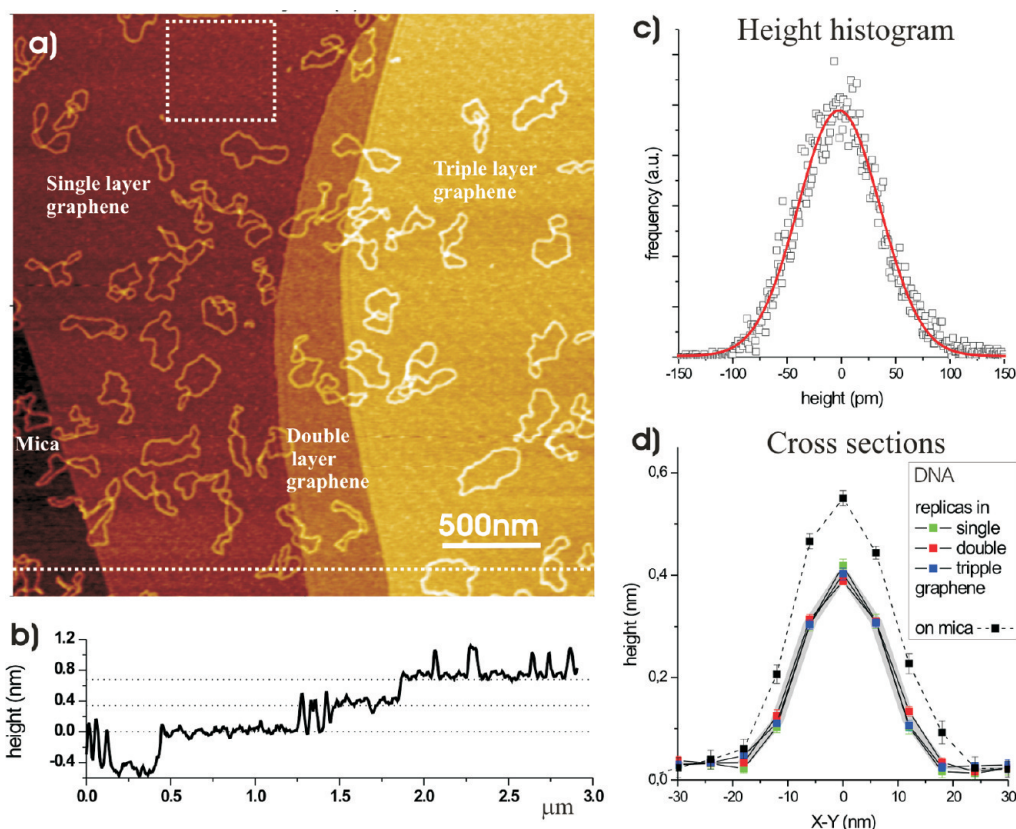 a)
Single layer
graphene
Triple layer
graphene
Mica
Double
layer
graphene
500nm
b)
height (nm)
1.2
0.8
0.4
0.0
-0.4
0.0
0.5
1.0
1.5
2.0
2.5
3.0
μm
c)
Height histogram
frequency (a.u.)
-150
-100
-50
0
50
100
150
height (pm)
d)
Cross sections
height (nm)
0,6
0,4
0,2
0,0
-30
-20
-10
0
10
20
30
X-Y (nm)
DNA
replicas in
single
double
tripple
graphene
on mica